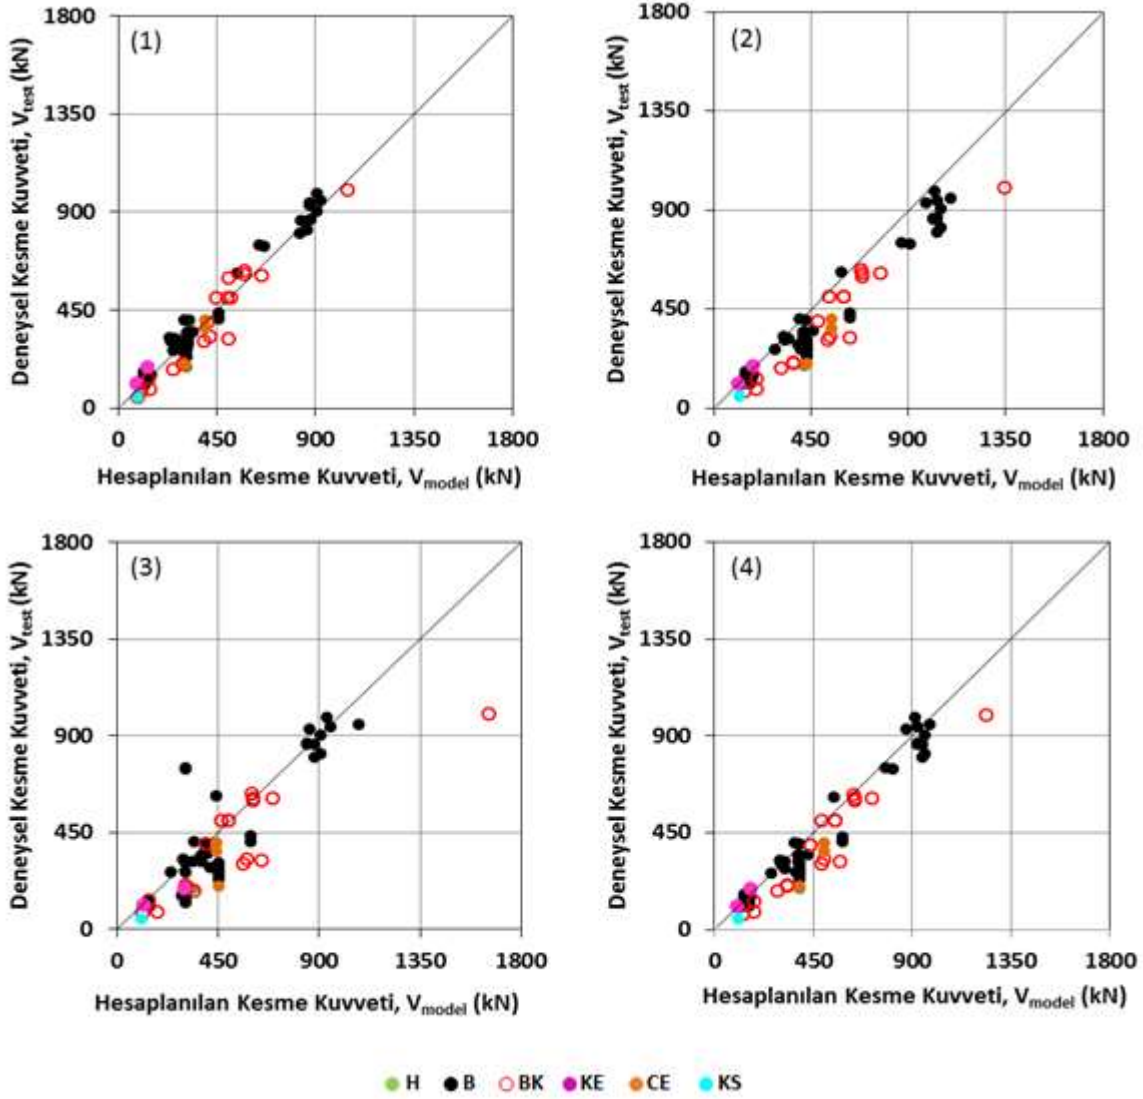 (1)
Deneysel Kesme Kuvveti, Vtest (kN)
1800
1350
900
450
0
0 450 900 1350 1800
Hesaplanılan Kesme Kuvveti, Vmodel (kN)
(2)
Deneysel Kesme Kuvveti, Vtest (kN)
1800
1350
900
450
0
0 450 900 1350 1800
Hesaplanılan Kesme Kuvveti, Vmodel (kN)
(3)
Deneysel Kesme Kuvveti, Vtest (kN)
1800
1350
900
450
0
0 450 900 1350 1800
Hesaplanılan Kesme Kuvveti, Vmodel (kN)
(4)
Deneysel Kesme Kuvveti, Vtest (kN)
1800
1350
900
450
0
0 450 900 1350 1800
Hesaplanılan Kesme Kuvveti, Vmodel (kN)
H B BK KE CE KS